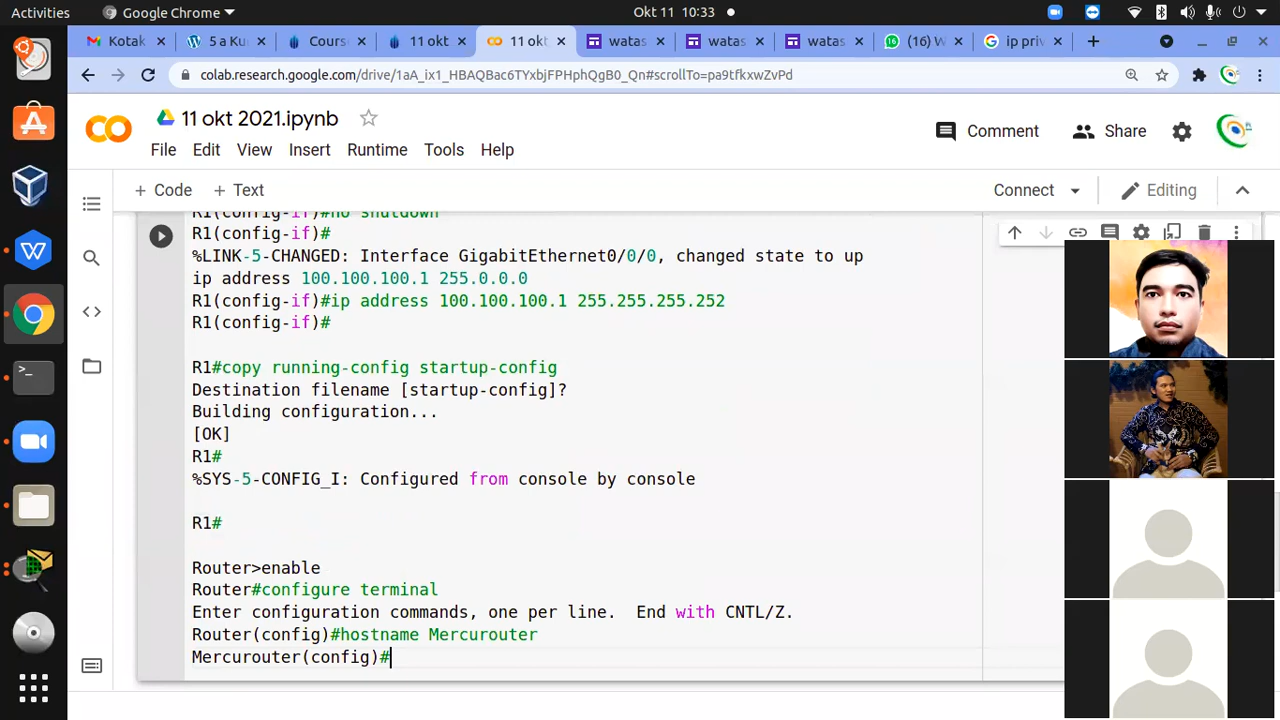 Activities
Google Chrome
Okt 11 10:33
Kotak
5 a Ku
Cours
11 okt
11 okt
watas
watas
watas
(16) W
ip priv
colab.research.google.com/drive/1aA_ix1_HBAQBac6TYxbjFPHphQgB0_Qn#scrollTo=pa9tfkxwZvPd
11 okt 2021.ipynb
Comment
Share
File Edit View Insert Runtime Tools Help
+ Code + Text
Connect
Editing
R1(config-if)#no shutdown
R1(config-if)#
%LINK-5-CHANGED: Interface GigabitEthernet0/0/0, changed state to up
ip address 100.100.100.1 255.0.0.0
R1(config-if)#ip address 100.100.100.1 255.255.255.252
R1(config-if)#
R1#copy running-config startup-config
Destination filename [startup-config]?
Building configuration...
[OK]
R1#
%SYS-5-CONFIG_I: Configured from console by console
R1#
Router>enable
Router#configure terminal
Enter configuration commands, one per line.  End with CNTL/Z.
Router(config)#hostname Mercurouter
Mercurouter(config)#